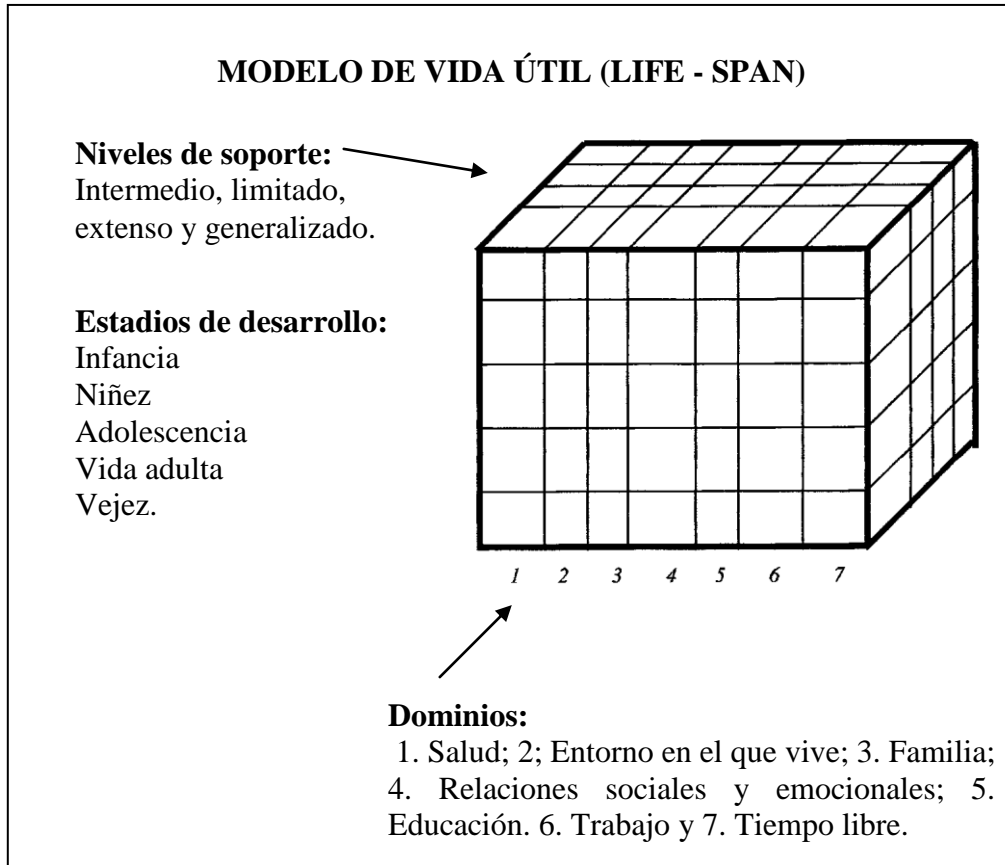 MODELO DE VIDA ÚTIL (LIFE - SPAN)
Niveles de soporte:
Intermedio, limitado,
extenso y generalizado.
Estadios de desarrollo:
Infancia
Niñez
Adolescencia
Vida adulta
Vejez.
1 2 3 4 5 6 7
Dominios:
1. Salud; 2; Entorno en el que vive; 3. Familia;
4. Relaciones sociales y emocionales; 5.
Educación. 6. Trabajo y 7. Tiempo libre.